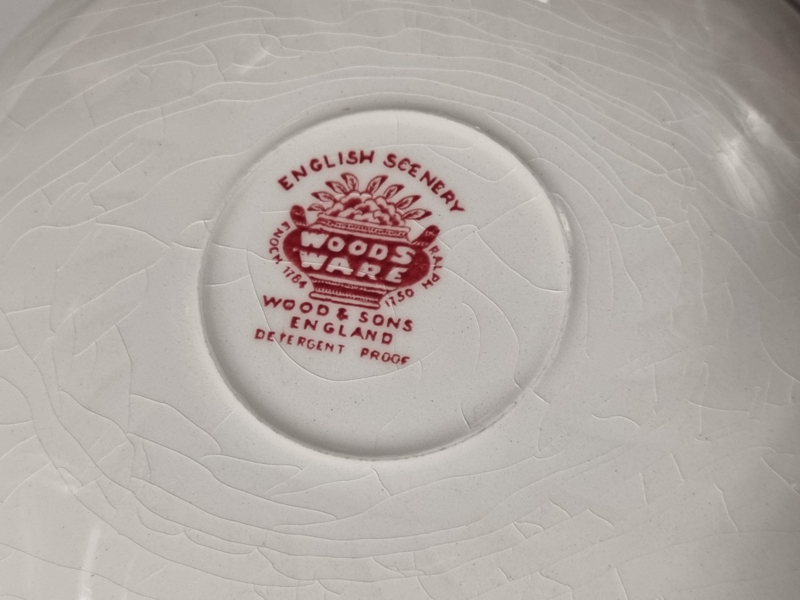 ENGLISH SCENERY
ENOCH 1784
WOODS
WARE
RALPH 1750
WOOD & SONS
ENGLAND
DETERGENT PROOF